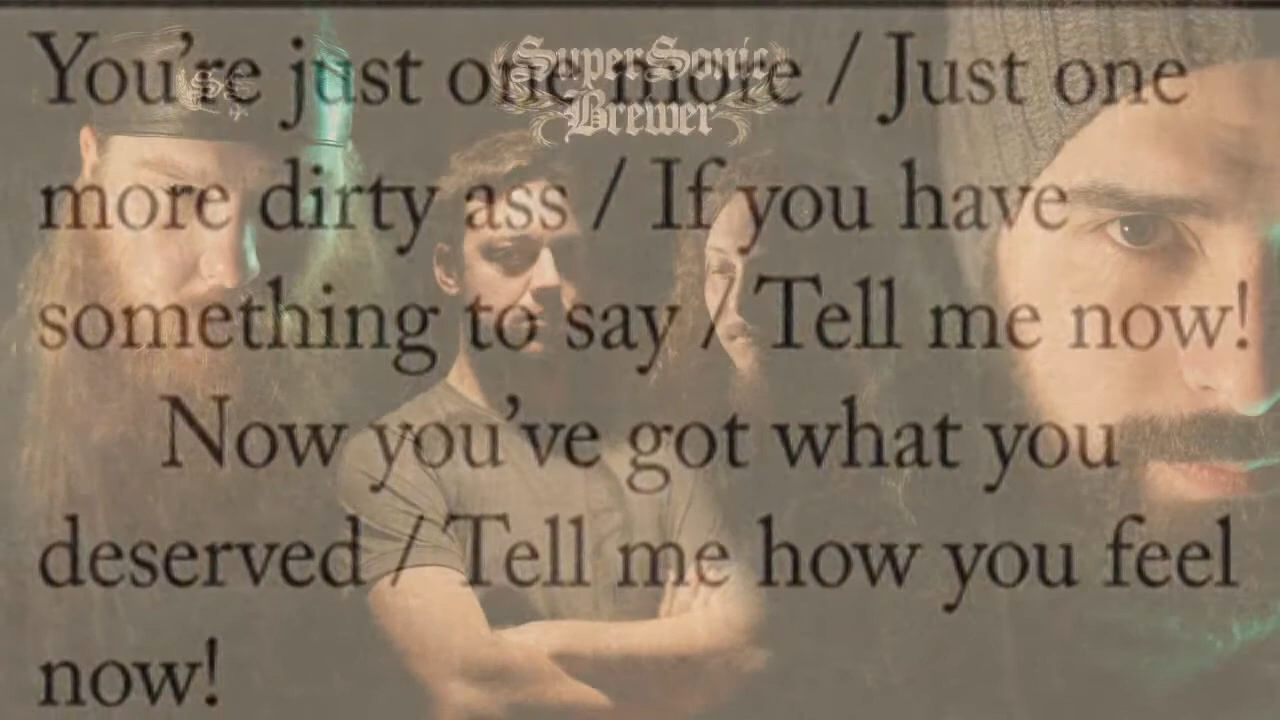 SuperSonic
Brewer
You're just one more / Just one
more dirty ass / If you have
something to say / Tell me now!
Now you've got what you
deserved / Tell me how you feel
now!